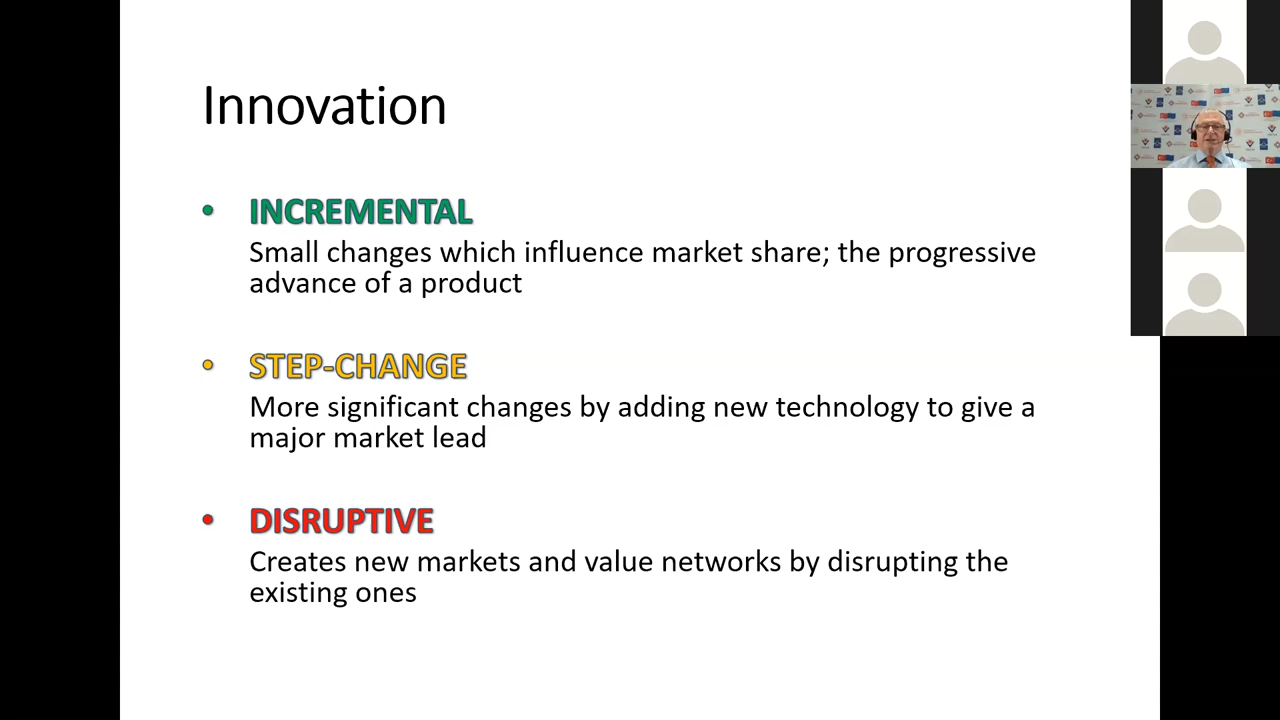 Innovation
• INCREMENTAL
Small changes which influence market share; the progressive
advance of a product
• STEP-CHANGE
More significant changes by adding new technology to give a
major market lead
• DISRUPTIVE
Creates new markets and value networks by disrupting the
existing ones